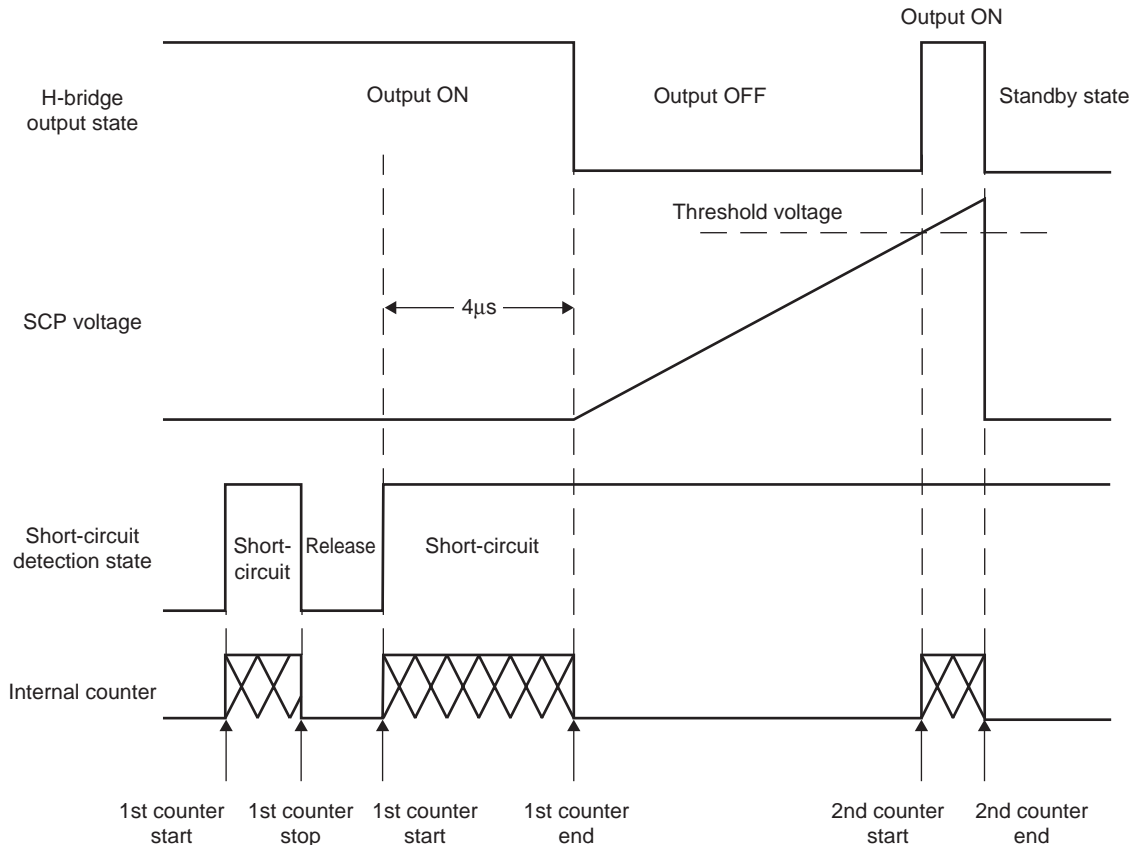 Output ON
H-bridge
output state
Output ON
Output OFF
Standby state
Threshold voltage
4μs
SCP voltage
Short-circuit
detection state
Short-
circuit
Release
Short-circuit
Internal counter
1st counter
start
1st counter
stop
1st counter
start
1st counter
end
2nd counter
start
2nd counter
end